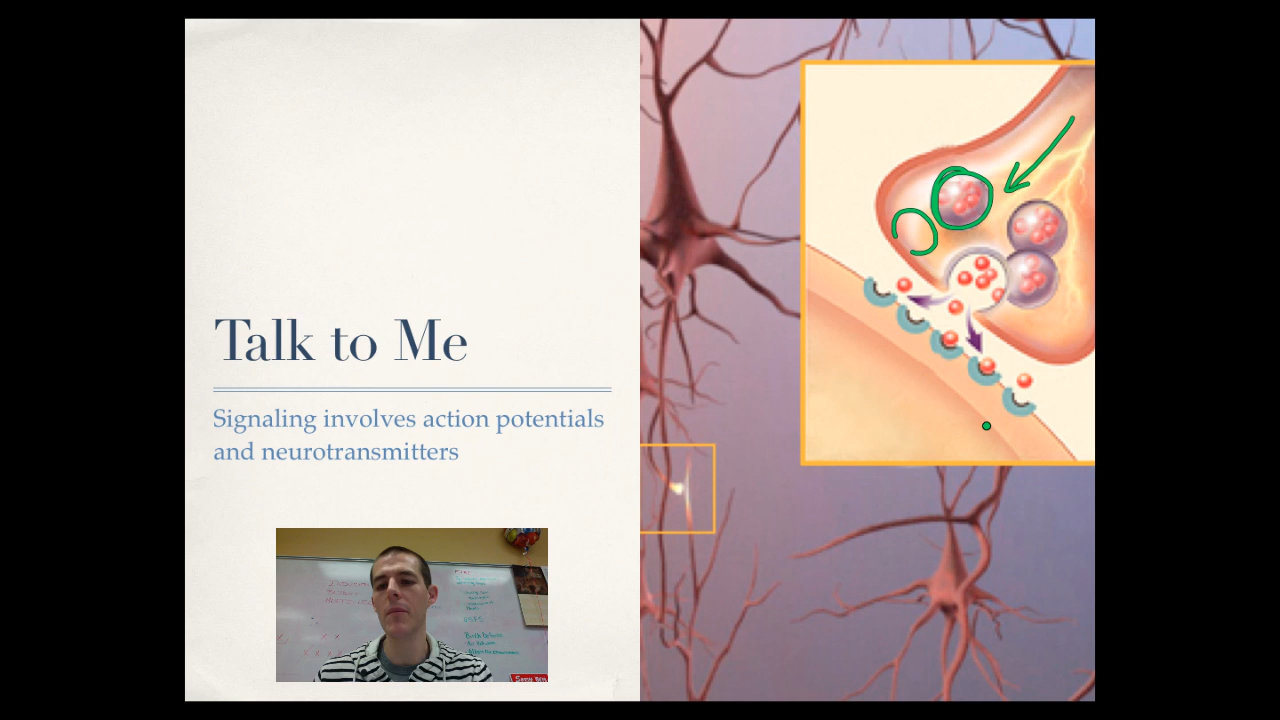 Talk to Me
Signaling involves action potentials
and neurotransmitters